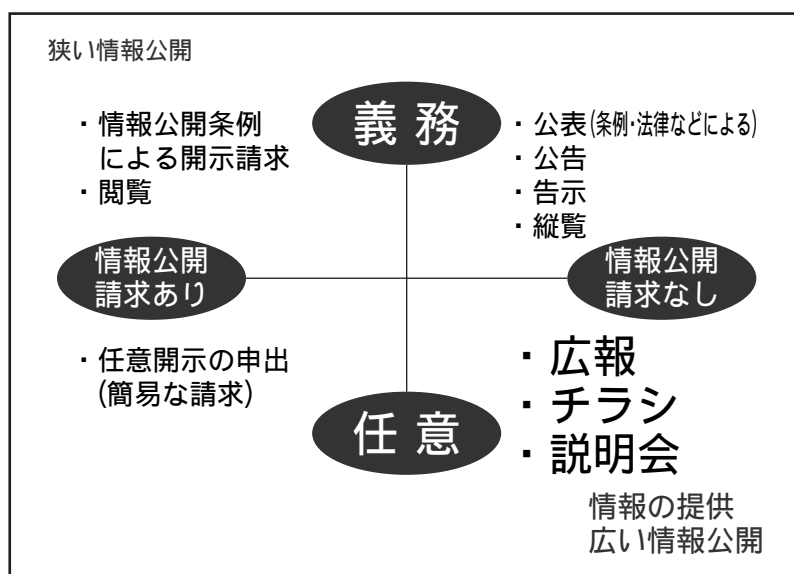 狭い情報公開
義務
・情報公開条例
による開示請求
・閲覧
・公表(条例・法律などによる)
・公告
・告示
・縦覧
情報公開
請求あり
情報公開
請求なし
・任意開示の申出
(簡易な請求)
任意
・広報
・チラシ
・説明会
情報の提供
広い情報公開